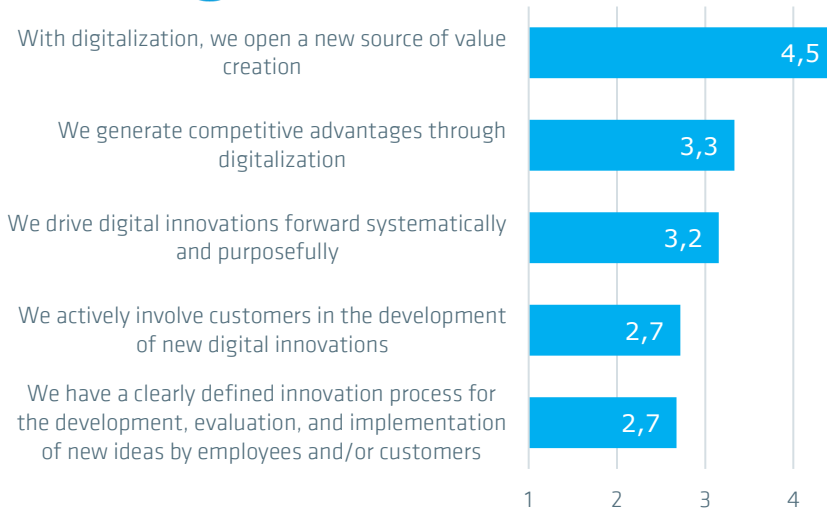 With digitalization, we open a new source of value
creation
4,5
We generate competitive advantages through
digitalization
3,3
We drive digital innovations forward systematically
and purposefully
3,2
We actively involve customers in the development
of new digital innovations
2,7
We have a clearly defined innovation process for
the development, evaluation, and implementation
of new ideas by employees and/or customers
2,7
1 2 3 4